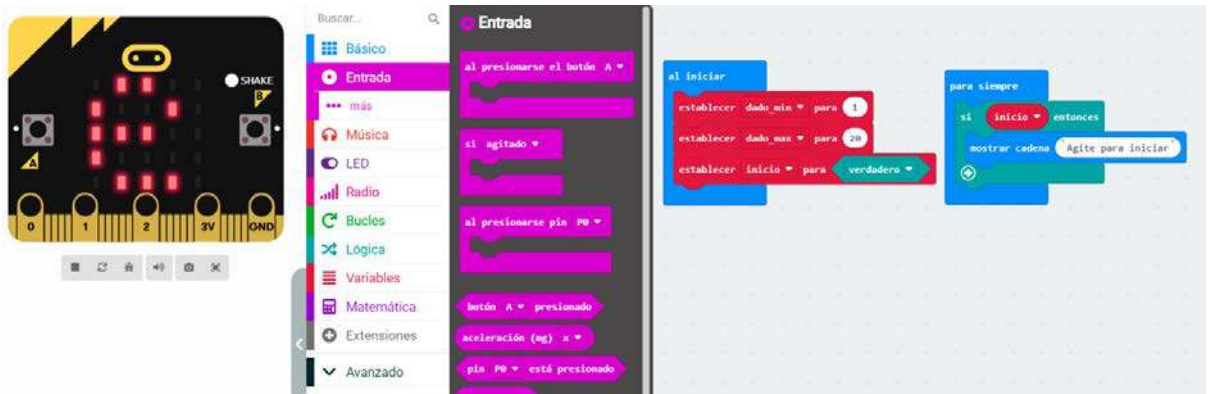 SHAKE
B
A
0 1 2 3V GND
Buscar...
Básico
Entrada
más
Música
LED
Radio
Bucles
Lógica
Variables
Matemática
Extensiones
Avanzado
Entrada
al presionarse el botón A
si agitado
al presionarse pin P0
botón A presionado
aceleración (mg) x
pin P0 está presionado
al iniciar
establecer dado_min para 1
establecer dado_max para 20
establecer inicio para verdadero
para siempre
si inicio entonces
mostrar cadena "Agite para iniciar"